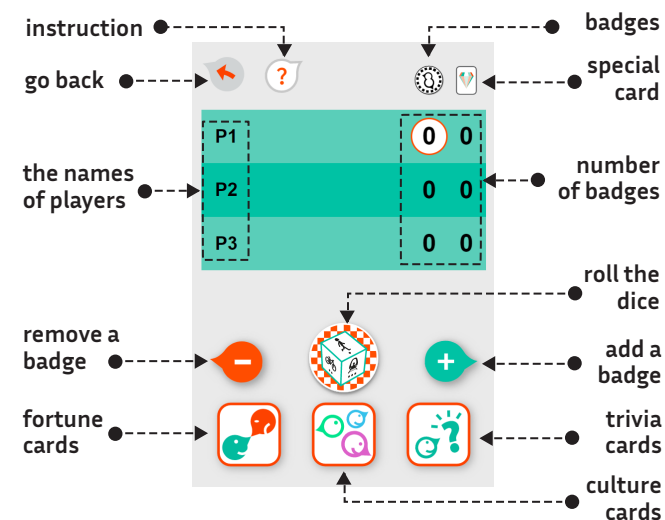 instruction
badges
go back
?
special
card
P1 0 0
the names
of players
P2 0 0
number
of badges
P3 0 0
roll the
dice
remove a
badge
−
+
add a
badge
fortune
cards
?
trivia
cards
culture
cards